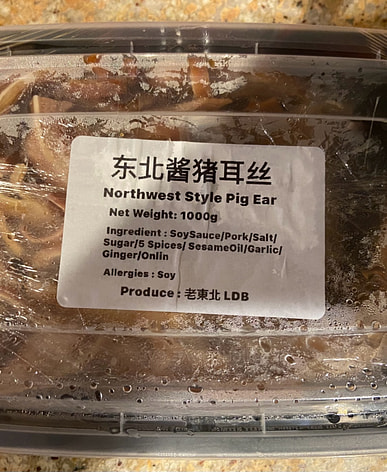 东北酱猪耳丝
Northwest Style Pig Ear
Net Weight: 1000g
Ingredient : SoySauce/Pork/Salt/
Sugar/5 Spices/ SesameOil/Garlic/
Ginger/Onlin
Allergies : Soy
Produce : 老東北 LDB